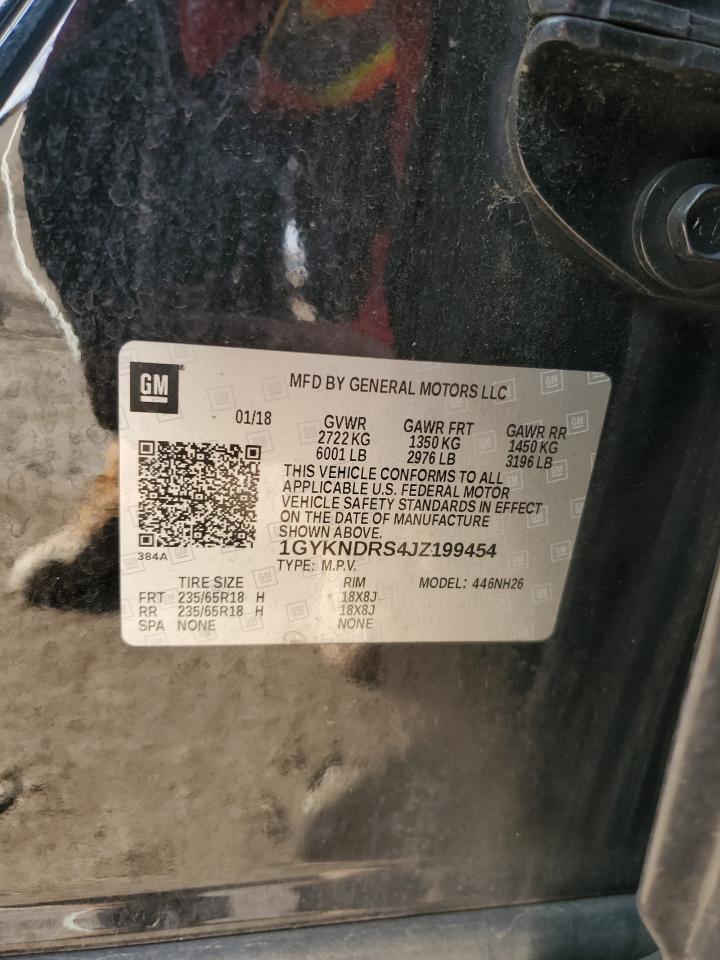 GM
MFD BY GENERAL MOTORS LLC
01/18
GVWR
2722 KG
6001 LB
GAWR FRT
1350 KG
2976 LB
GAWR RR
1450 KG
3196 LB
THIS VEHICLE CONFORMS TO ALL
APPLICABLE U.S. FEDERAL MOTOR
VEHICLE SAFETY STANDARDS IN EFFECT
ON THE DATE OF MANUFACTURE
SHOWN ABOVE.
384A
1GYKNDRS4JZ199454
TYPE: M.P.V.
MODEL: 446NH26
TIRE SIZE RIM
FRT 235/65R18 H 18X8J
RR 235/65R18 H 18X8J
SPA NONE NONE